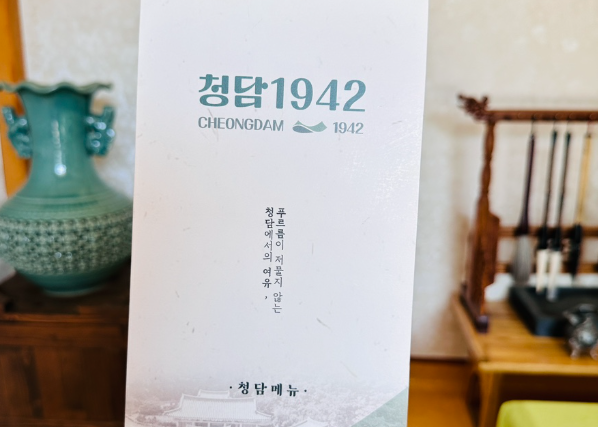 청담1942
CHEONGDAM 1942
푸르름이 저물지 않는
청담에서의 여유,
·청담메뉴·